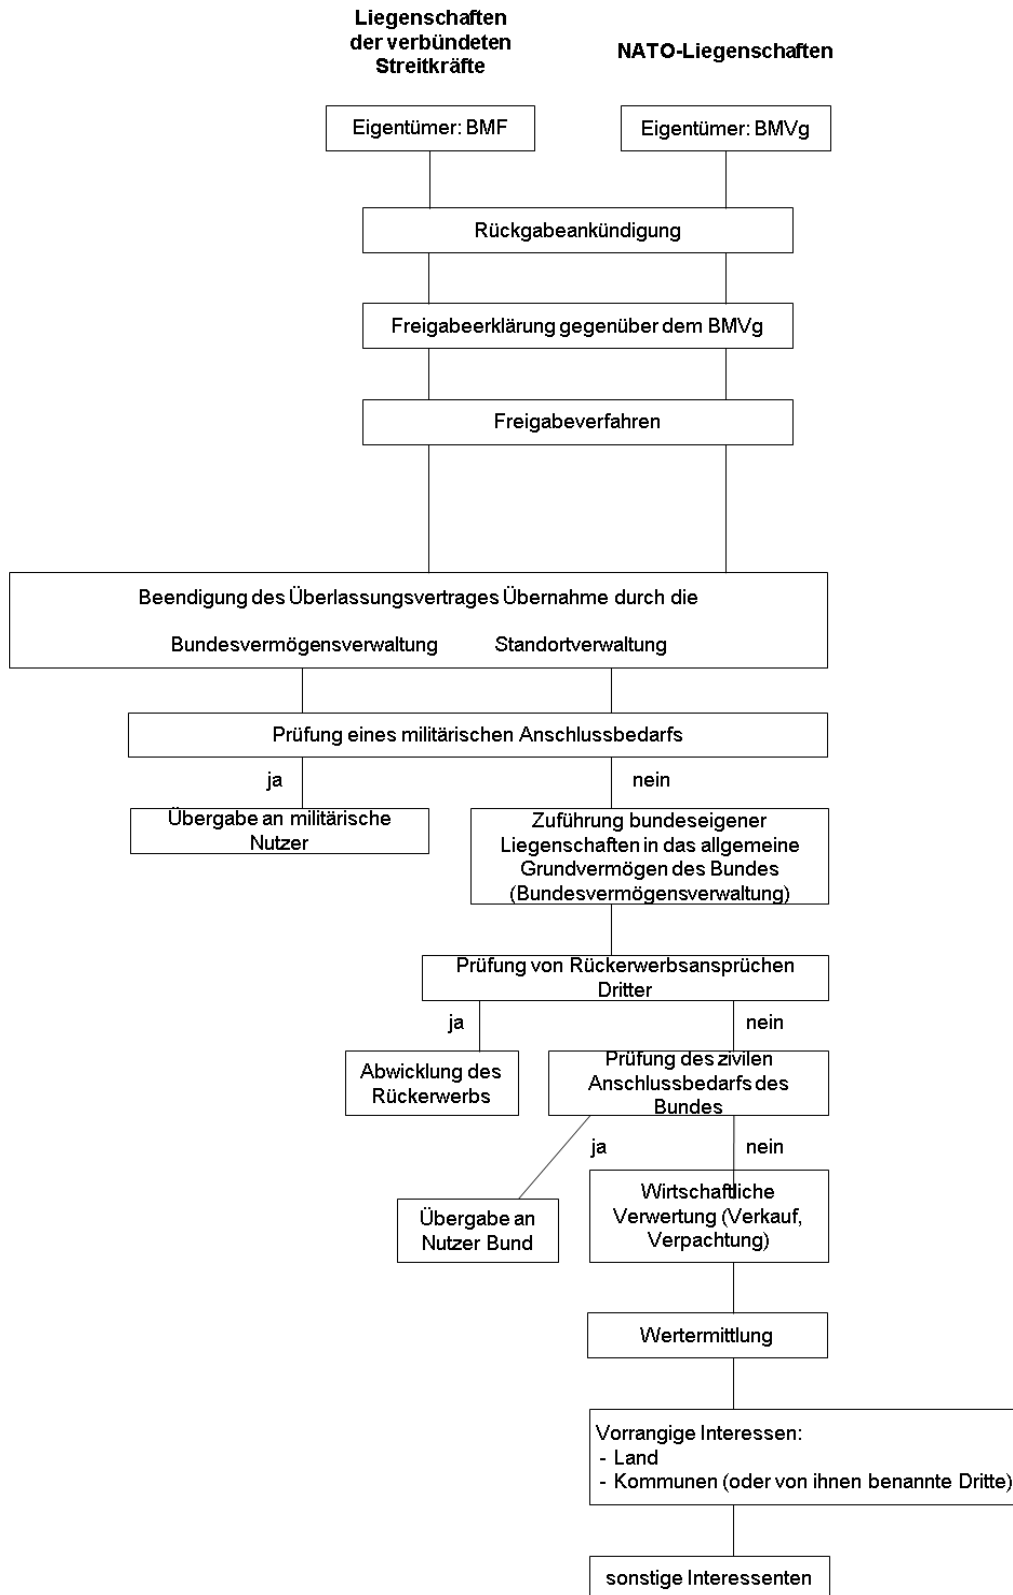 Liegenschaften
der verbündeten
Streitkräfte
NATO-Liegenschaften
Eigentümer: BMF
Eigentümer: BMVg
Rückgabeankündigung
Freigabeerklärung gegenüber dem BMVg
Freigabeverfahren
Beendigung des Überlassungsvertrages Übernahme durch die
Bundesvermögensverwaltung Standortverwaltung
Prüfung eines militärischen Anschlussbedarfs
ja
nein
Übergabe an militärische
Nutzer
Zuführung bundeseigener
Liegenschaften in das allgemeine
Grundvermögen des Bundes
(Bundesvermögensverwaltung)
Prüfung von Rückerwerbsansprüchen
Dritter
ja
nein
Abwicklung des
Rückerwerbs
Prüfung des zivilen
Anschlussbedarfs des
Bundes
ja
nein
Übergabe an
Nutzer Bund
Wirtschaftliche
Verwertung (Verkauf,
Verpachtung)
Wertermittlung
Vorrangige Interessen:
- Land
- Kommunen (oder von ihnen benannte Dritte)
sonstige Interessenten